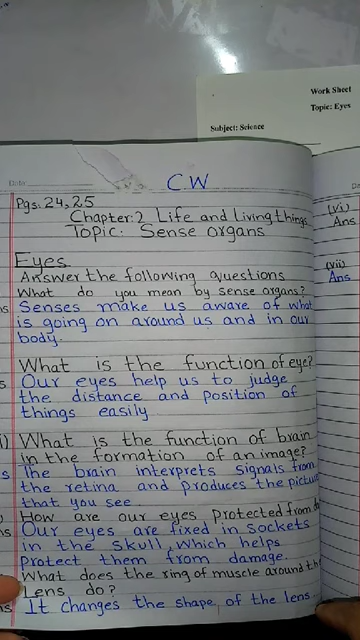 Work Sheet
Topic: Eyes
Subject: Science
Date:
C.W
Pgs: 24,25
Chapter:2 Life and Living things
Topic: Sense organs
Eyes
Answer the following questions
What do you mean by sense organs?
Senses make us aware of what
is going on around us and in our
body.
What is the function of eye?
Our eyes help us to judge
the distance and position of
things easily
What is the function of brain
in the formation of an image?
The brain interprets signals from
the retina and produces the
that you see
How are our eyes protected from
Our eyes are fixed in sockets
in the skull, which helps
protect them from damage.
What does the ring of muscle around
Lens do?
It changes the shape of the lens
(vi)
Ans
(vii)
Ans